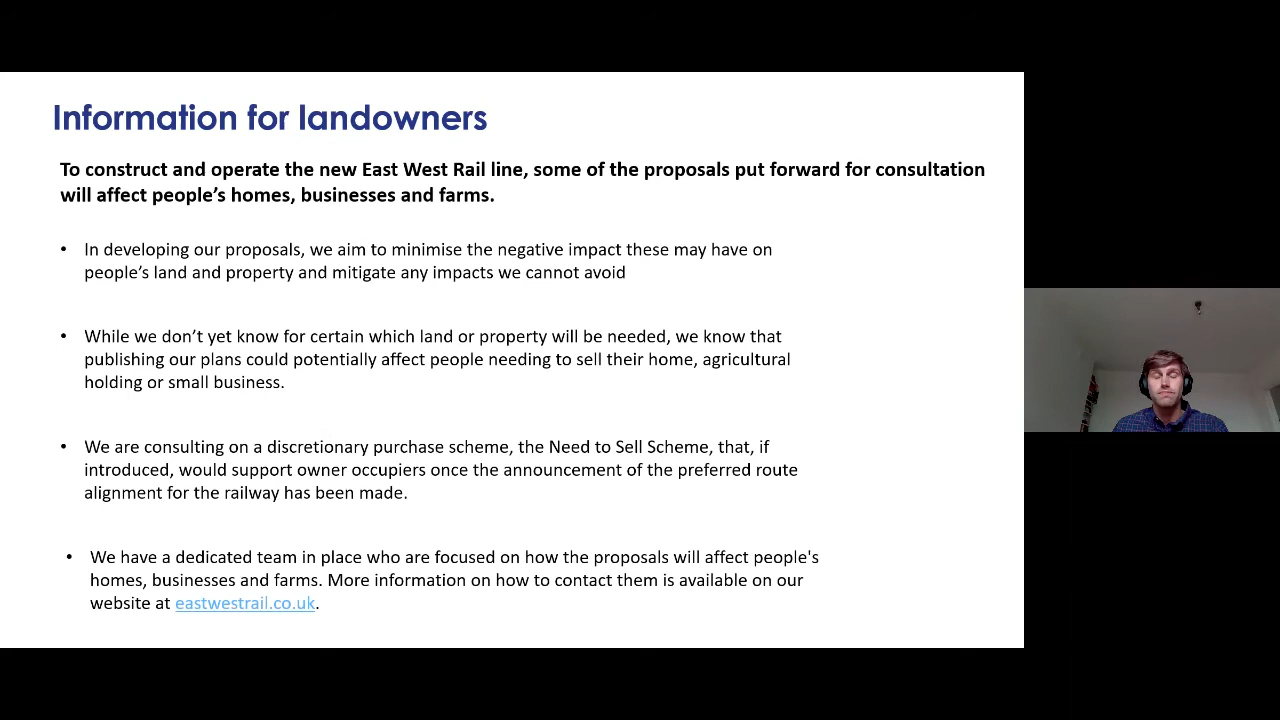 Information for landowners
To construct and operate the new East West Rail line, some of the proposals put forward for consultation
will affect people’s homes, businesses and farms.
• In developing our proposals, we aim to minimise the negative impact these may have on
people’s land and property and mitigate any impacts we cannot avoid
• While we don’t yet know for certain which land or property will be needed, we know that
publishing our plans could potentially affect people needing to sell their home, agricultural
holding or small business.
• We are consulting on a discretionary purchase scheme, the Need to Sell Scheme, that, if
introduced, would support owner occupiers once the announcement of the preferred route
alignment for the railway has been made.
• We have a dedicated team in place who are focused on how the proposals will affect people's
homes, businesses and farms. More information on how to contact them is available on our
website at eastwestrail.co.uk.